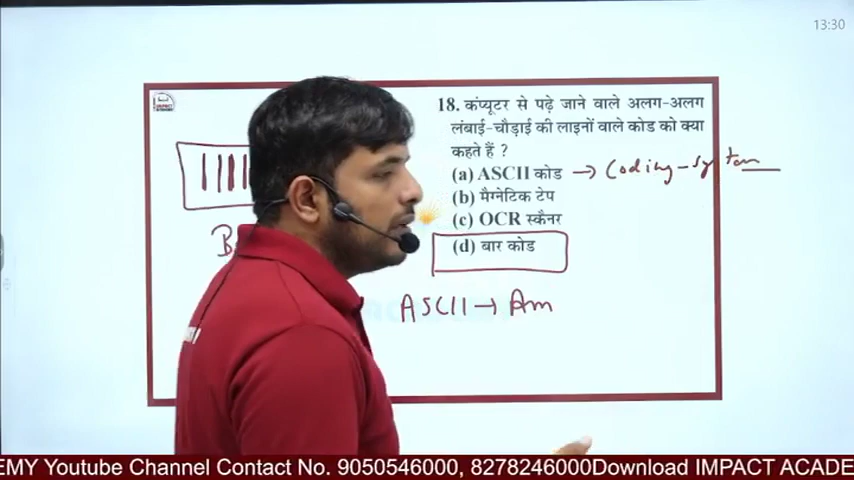 13:30
18. कंप्यूटर से पढ़े जाने वाले अलग-अलग
लंबाई-चौड़ाई की लाइनों वाले कोड को क्या
कहते हैं ?
(a) ASCII कोड → Coding-system
(b) मैग्नेटिक टेप
(c) OCR स्कैनर
(d) बार कोड
ASCII → Am
EMY Youtube Channel Contact No. 9050546000, 8278246000Download IMPACT ACADE